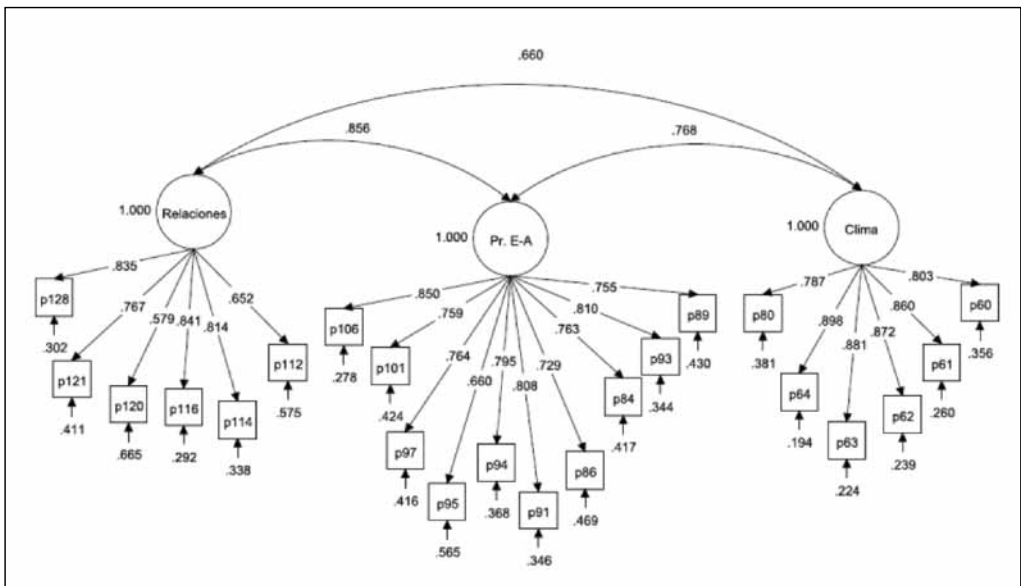 .660
.856
.768
1.000
Relaciones
1.000
Pr. E-A
1.000
Clima
.835
.767
.579
.841
.814
.652
p128
.302
p121
.411
p120
.665
p116
.292
p114
.338
p112
.575
.850
.759
.764
.660
.795
.808
.729
.763
.810
.755
p106
.278
p101
.424
p97
.416
p95
.565
p94
.368
p91
.346
p86
.469
p84
.417
p93
.344
p89
.430
.787
.898
.881
.872
.860
.803
p80
.381
p64
.194
p63
.224
p62
.239
p61
.260
p60
.356